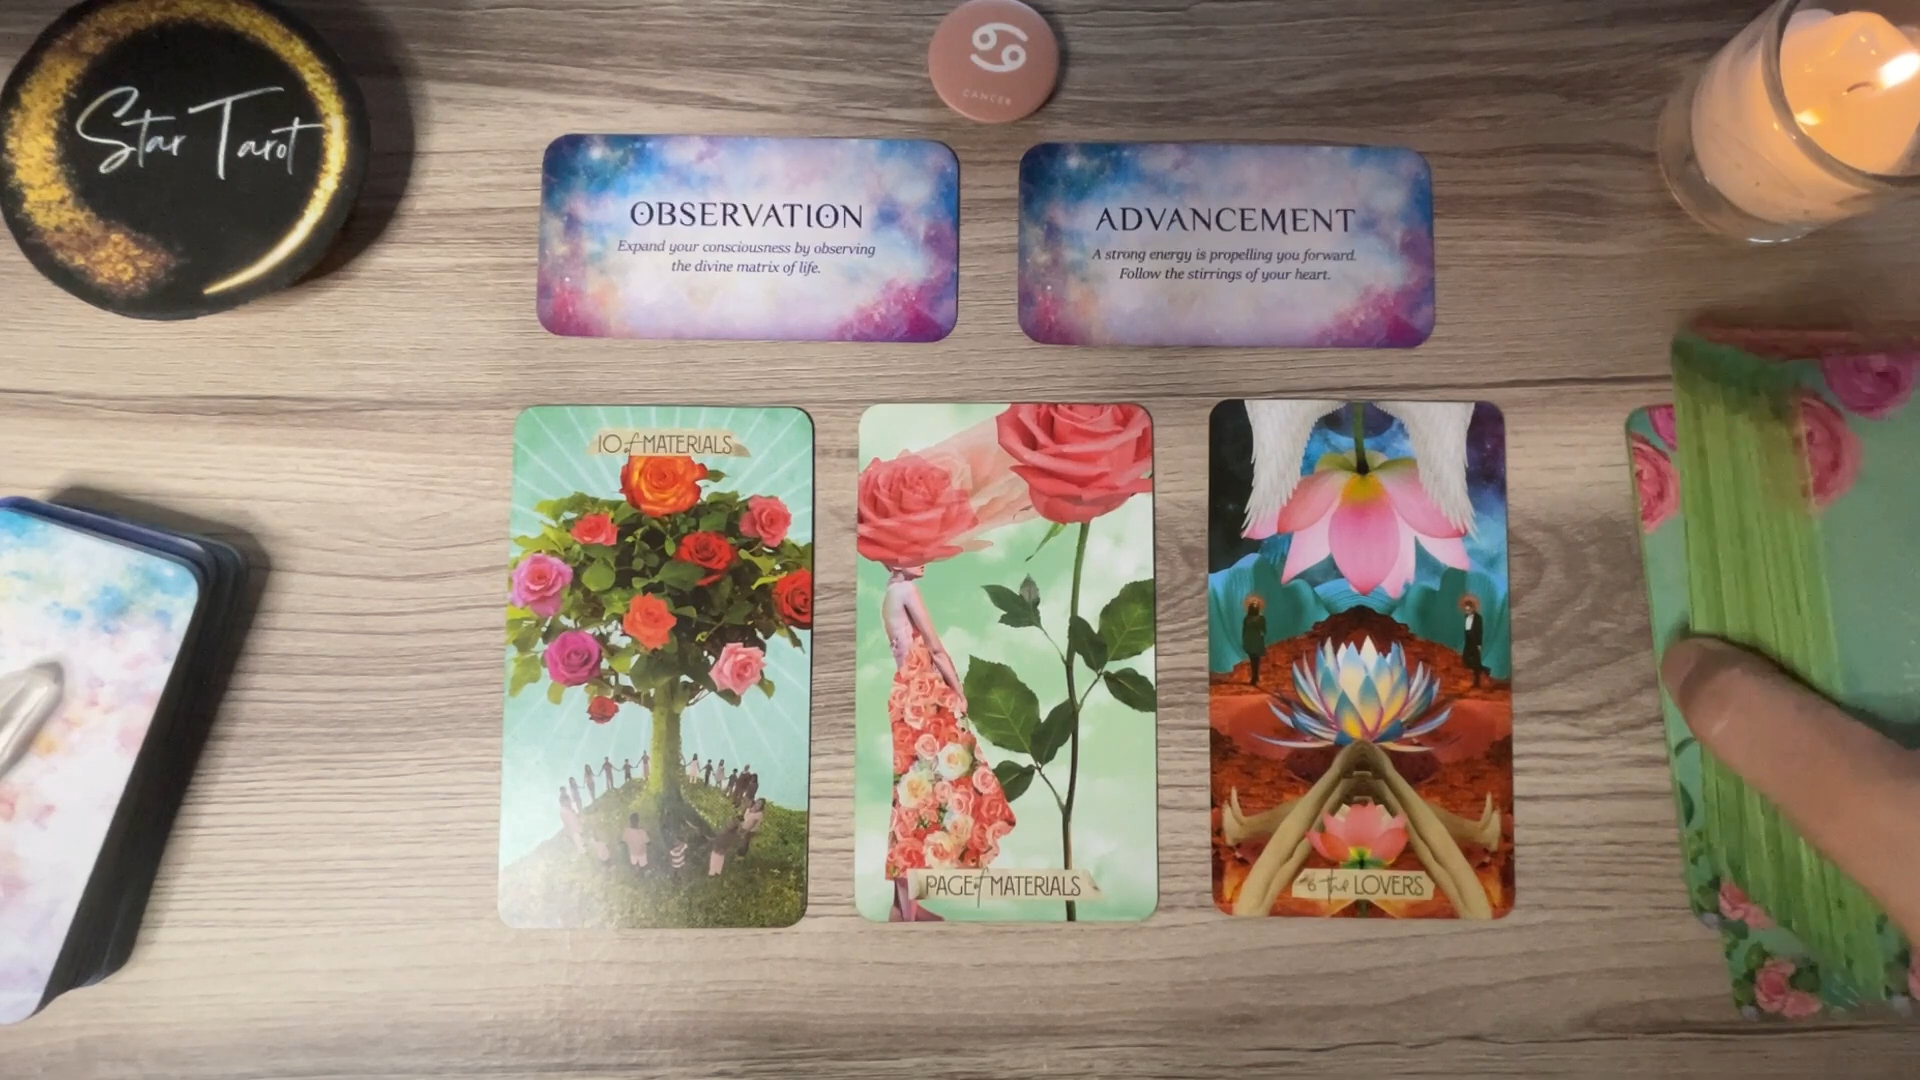 Star Tarot
CANCER
OBSERVATION
Expand your consciousness by observing
the divine matrix of life.
ADVANCEMENT
A strong energy is propelling you forward.
Follow the stirrings of your heart.
10 of MATERIALS
PAGE of MATERIALS
6 the LOVERS